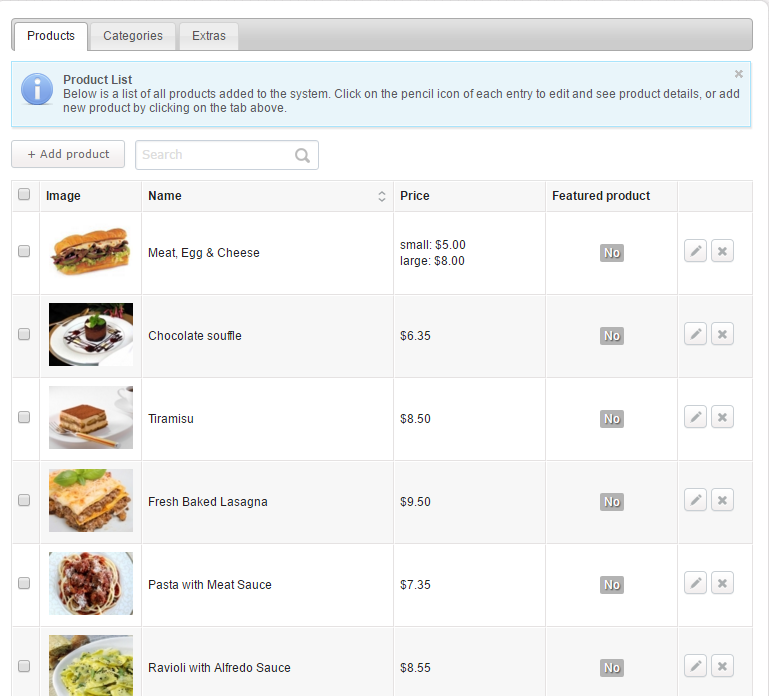 Products Categories Extras
Product List
Below is a list of all products added to the system. Click on the pencil icon of each entry to edit and see product details, or add
new product by clicking on the tab above.
+ Add product Search
Image Name Price Featured product
Meat, Egg & Cheese small: $5.00 No
large: $8.00
Chocolate souffle $6.35 No
Tiramisu $8.50 No
Fresh Baked Lasagna $9.50 No
Pasta with Meat Sauce $7.35 No
Ravioli with Alfredo Sauce $8.55 No